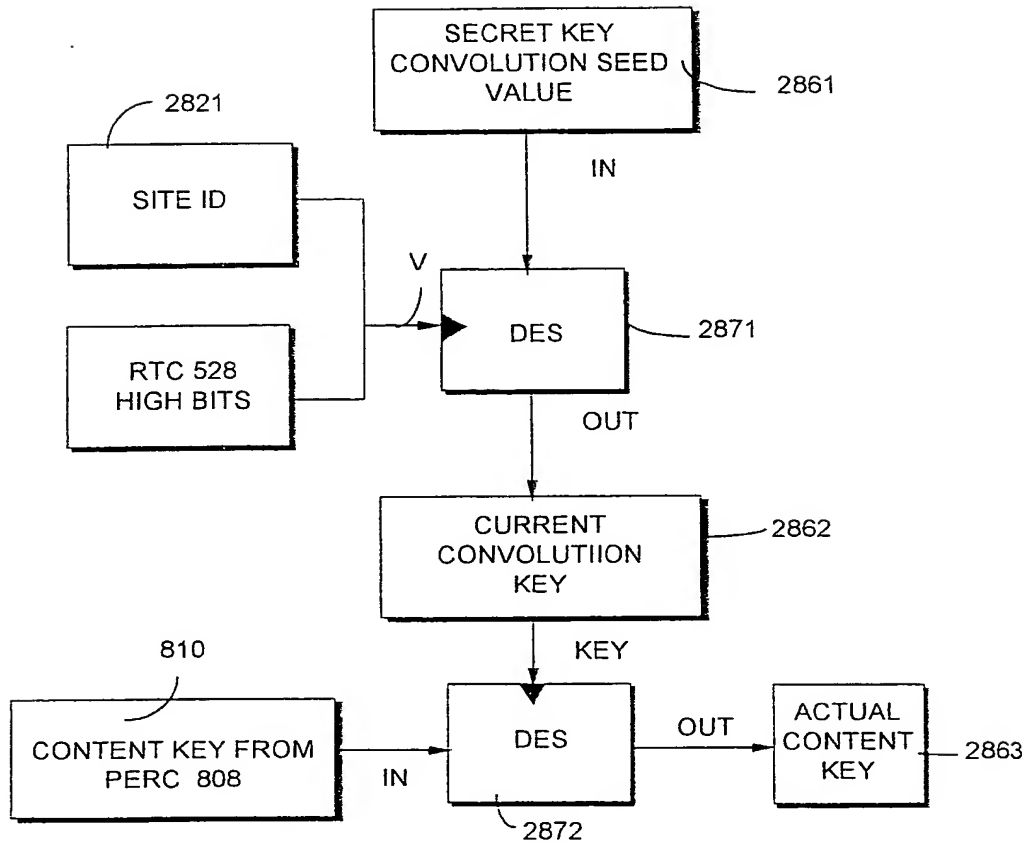 SECRET KEY
CONVOLUTION SEED
VALUE
2861
2821
IN
SITE ID
V
DES
2871
RTC 528
HIGH BITS
OUT
CURRENT
CONVOLUTIION
KEY
2862
810
KEY
CONTENT KEY FROM
PERC 808
IN
DES
OUT
ACTUAL
CONTENT
KEY
2863
2872